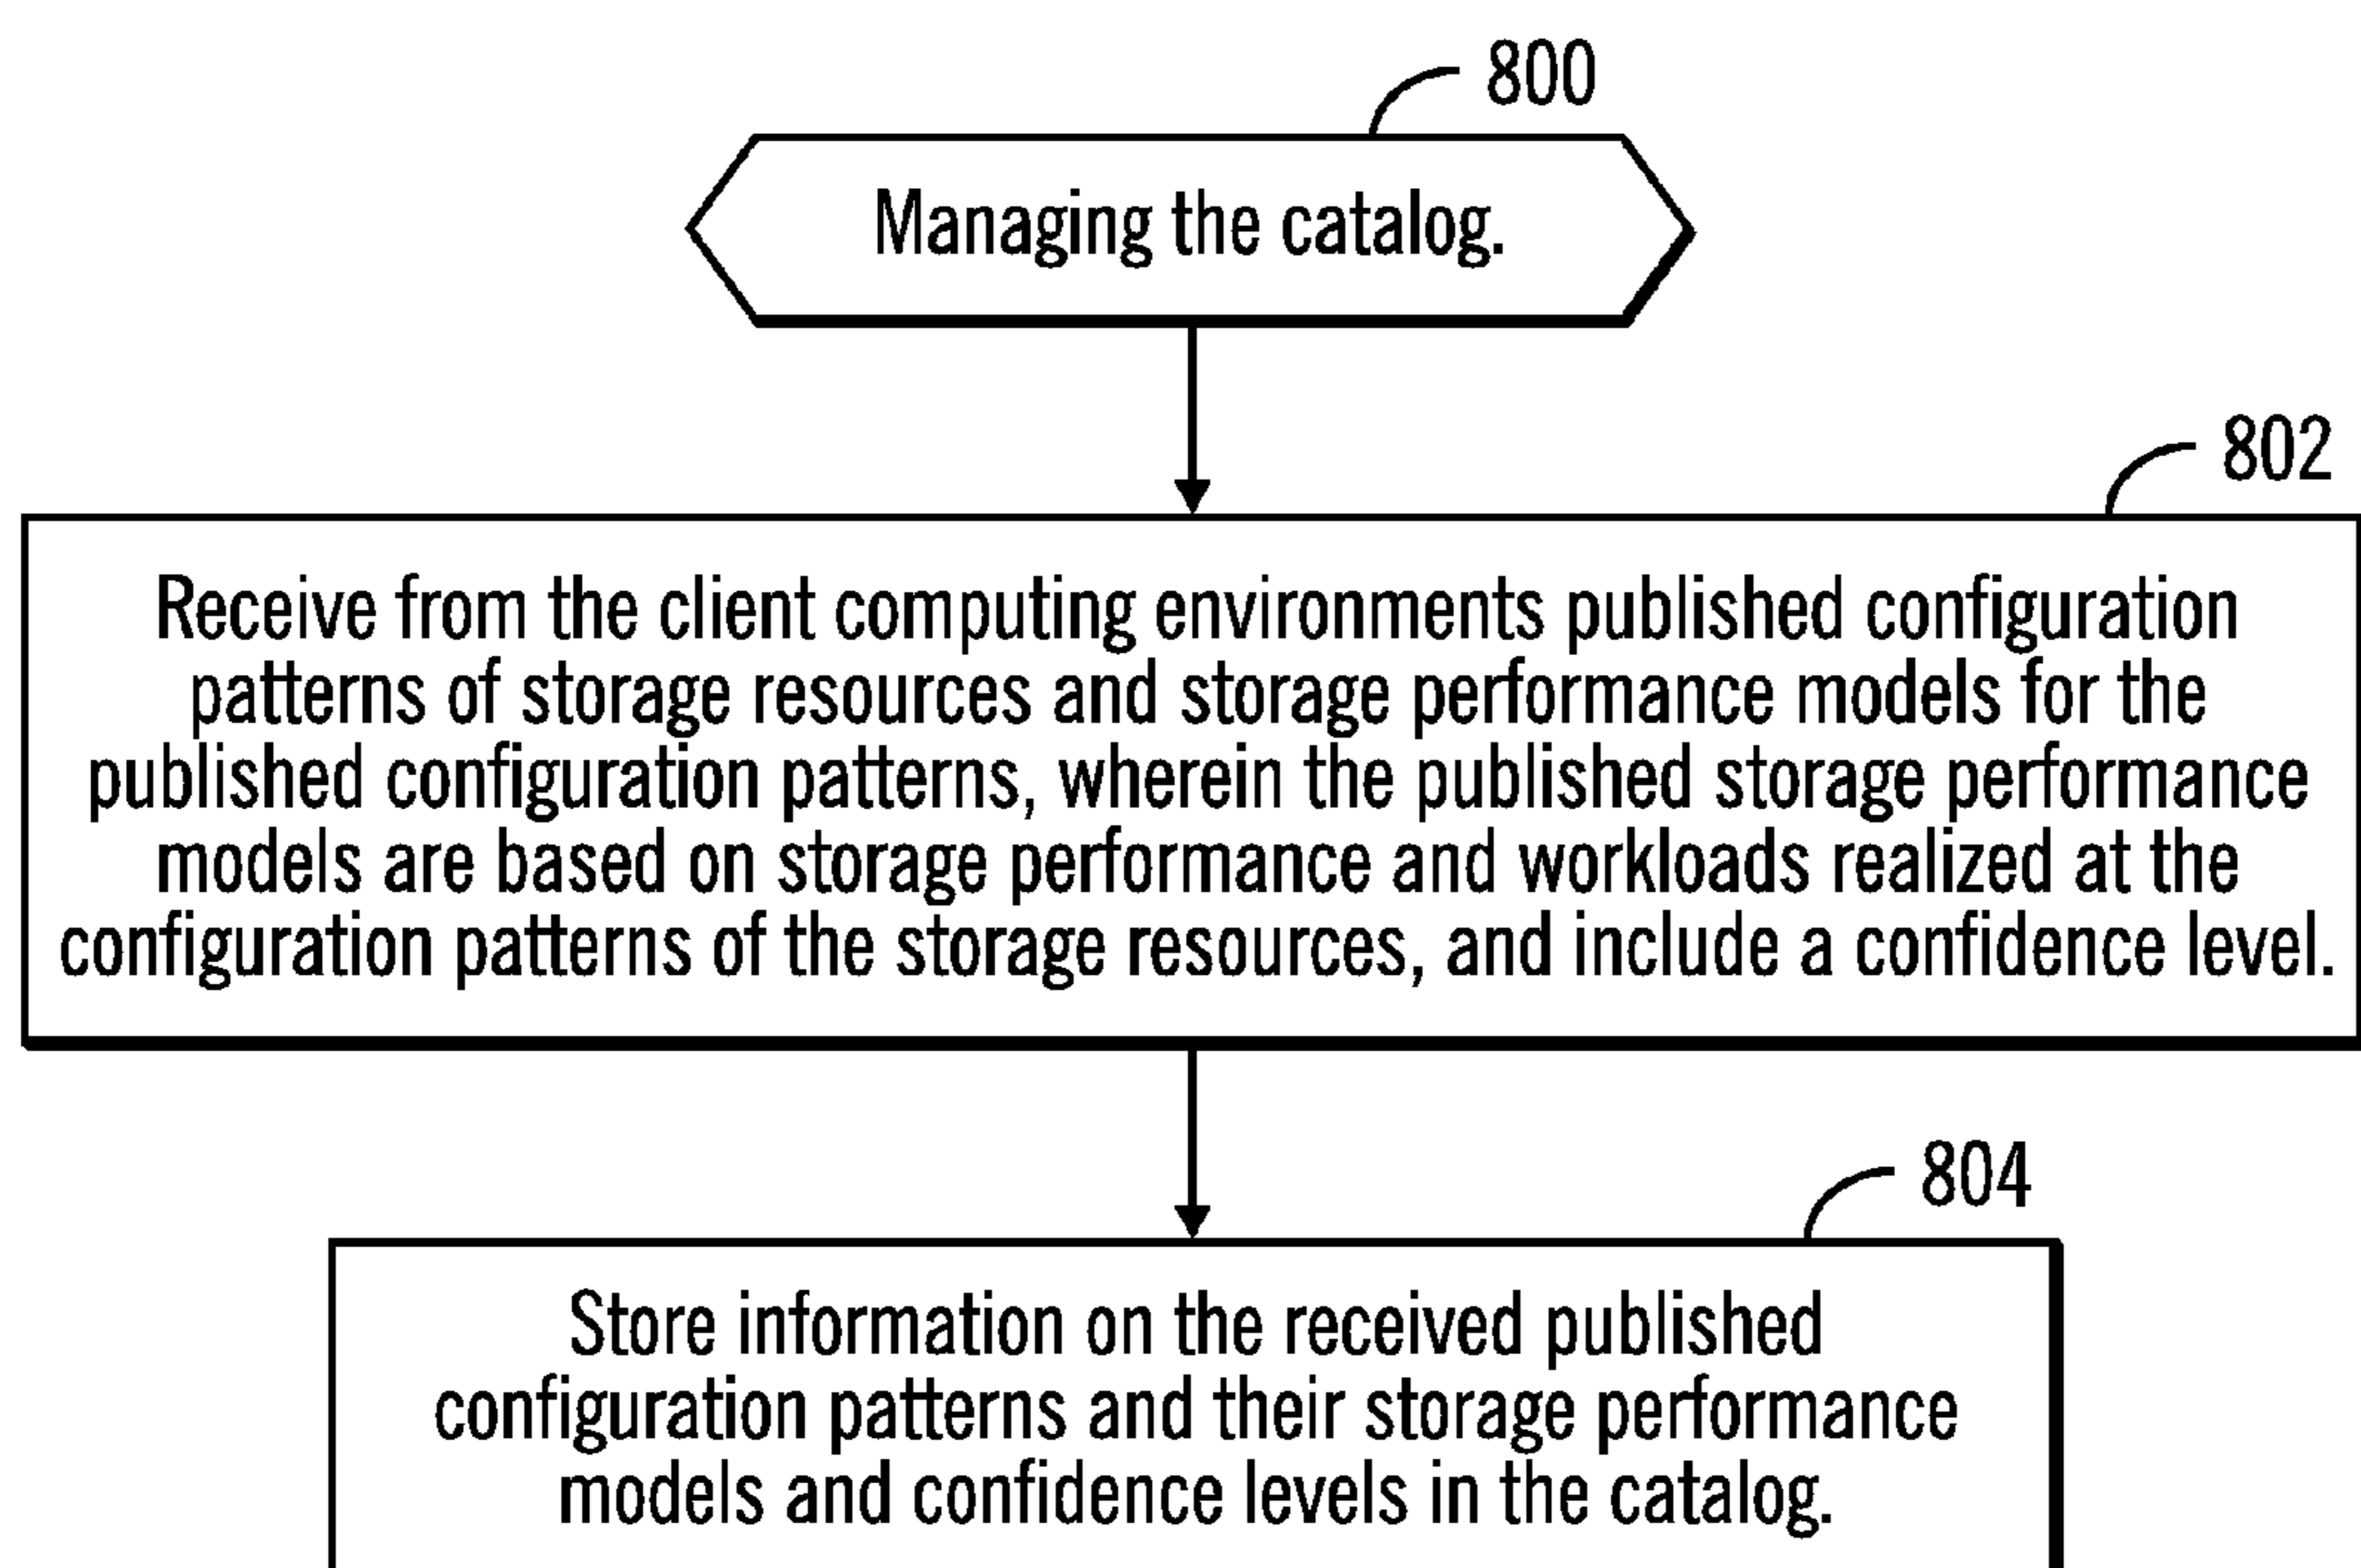 800
Managing the catalog.
802
Receive from the client computing environments published configuration
patterns of storage resources and storage performance models for the
published configuration patterns, wherein the published storage performance
models are based on storage performance and workloads realized at the
configuration patterns of the storage resources, and include a confidence level.
804
Store information on the received published
configuration patterns and their storage performance
models and confidence levels in the catalog.